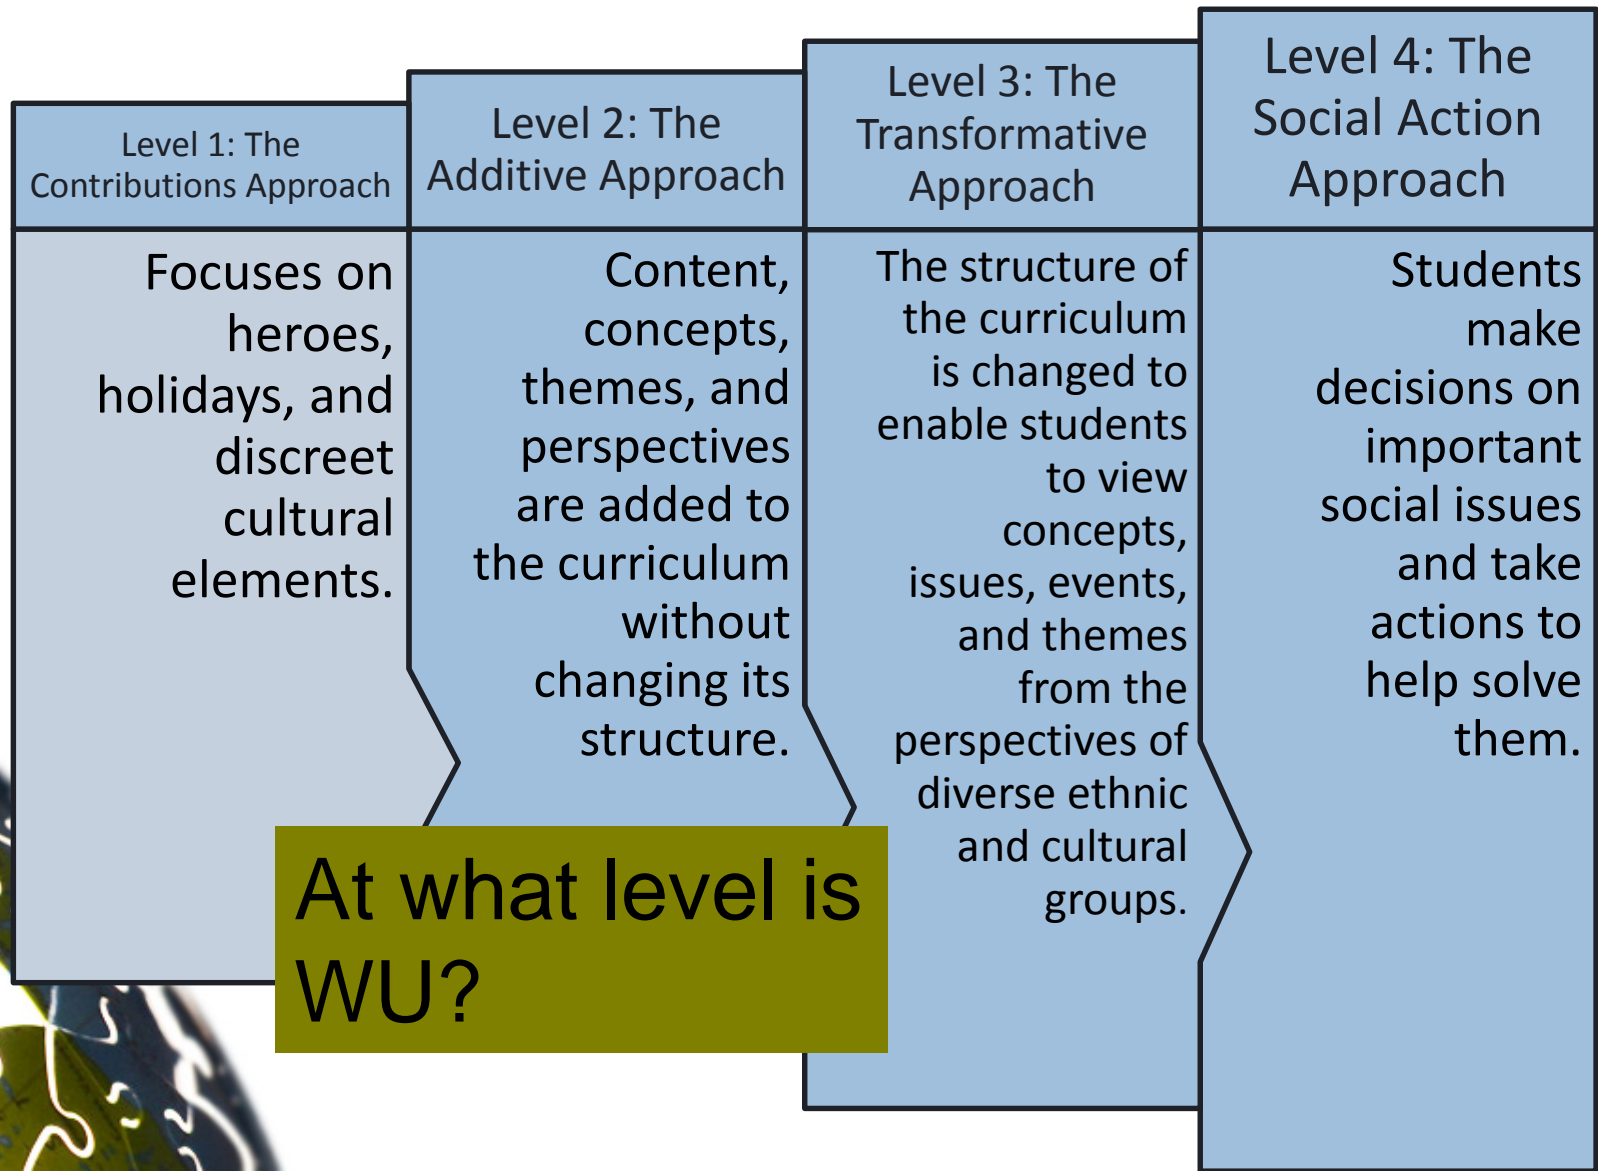 Level 1: The
Contributions Approach
Focuses on
heroes,
holidays, and
discreet
cultural
elements.
Level 2: The
Additive Approach
Content,
concepts,
themes, and
perspectives
are added to
the curriculum
without
changing its
structure.
Level 3: The
Transformative
Approach
The structure of
the curriculum
is changed to
enable students
to view
concepts,
issues, events,
and themes
from the
perspectives of
diverse ethnic
and cultural
groups.
Level 4: The
Social Action
Approach
Students
make
decisions on
important
social issues
and take
actions to
help solve
them.
At what level is
WU?